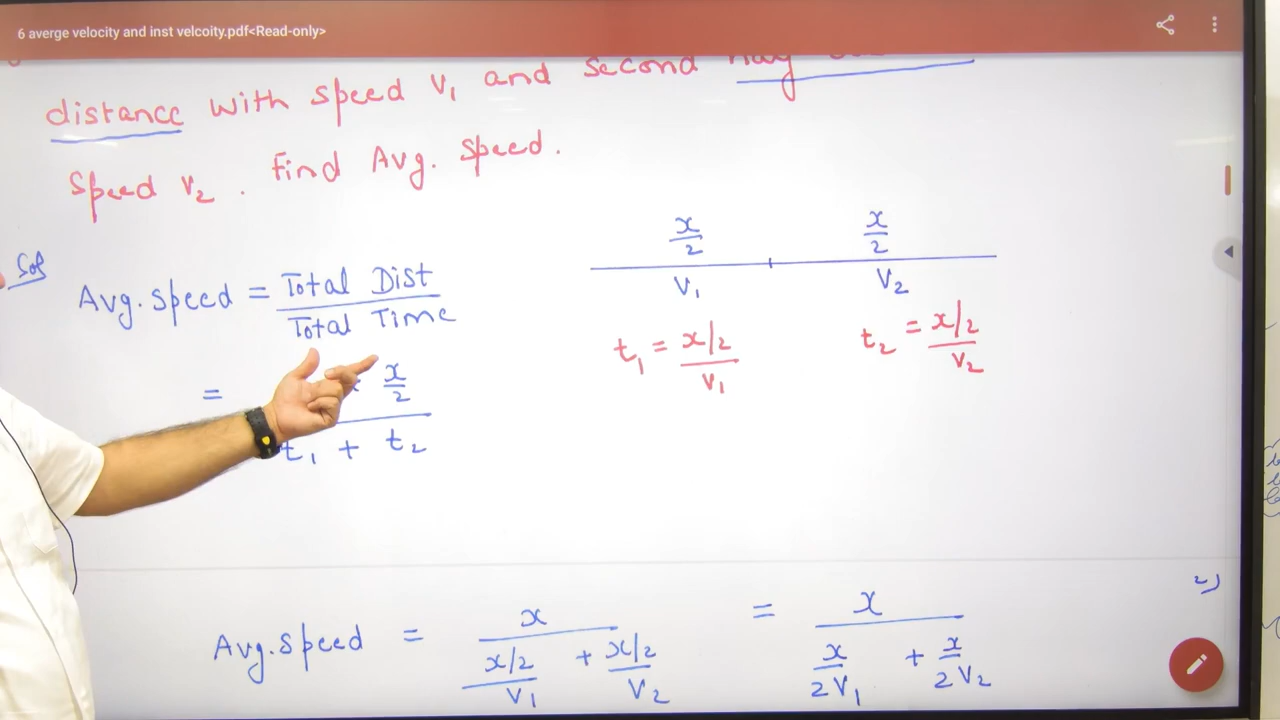 6 averge velocity and inst velcoity.pdf<Read-only>
distance with speed V₁ and second
speed V₂ . Find Avg. speed.
Sol
x/2 x/2
V₁ V₂
Avg. speed = Total Dist / Total Time
t₁ = x/2 / V₁ t₂ = x/2 / V₂
= x/2
t₁ + t₂
2)
Avg. speed = x / (x/2 / V₁ + x/2 / V₂) = x / (x / 2V₁ + x / 2V₂)